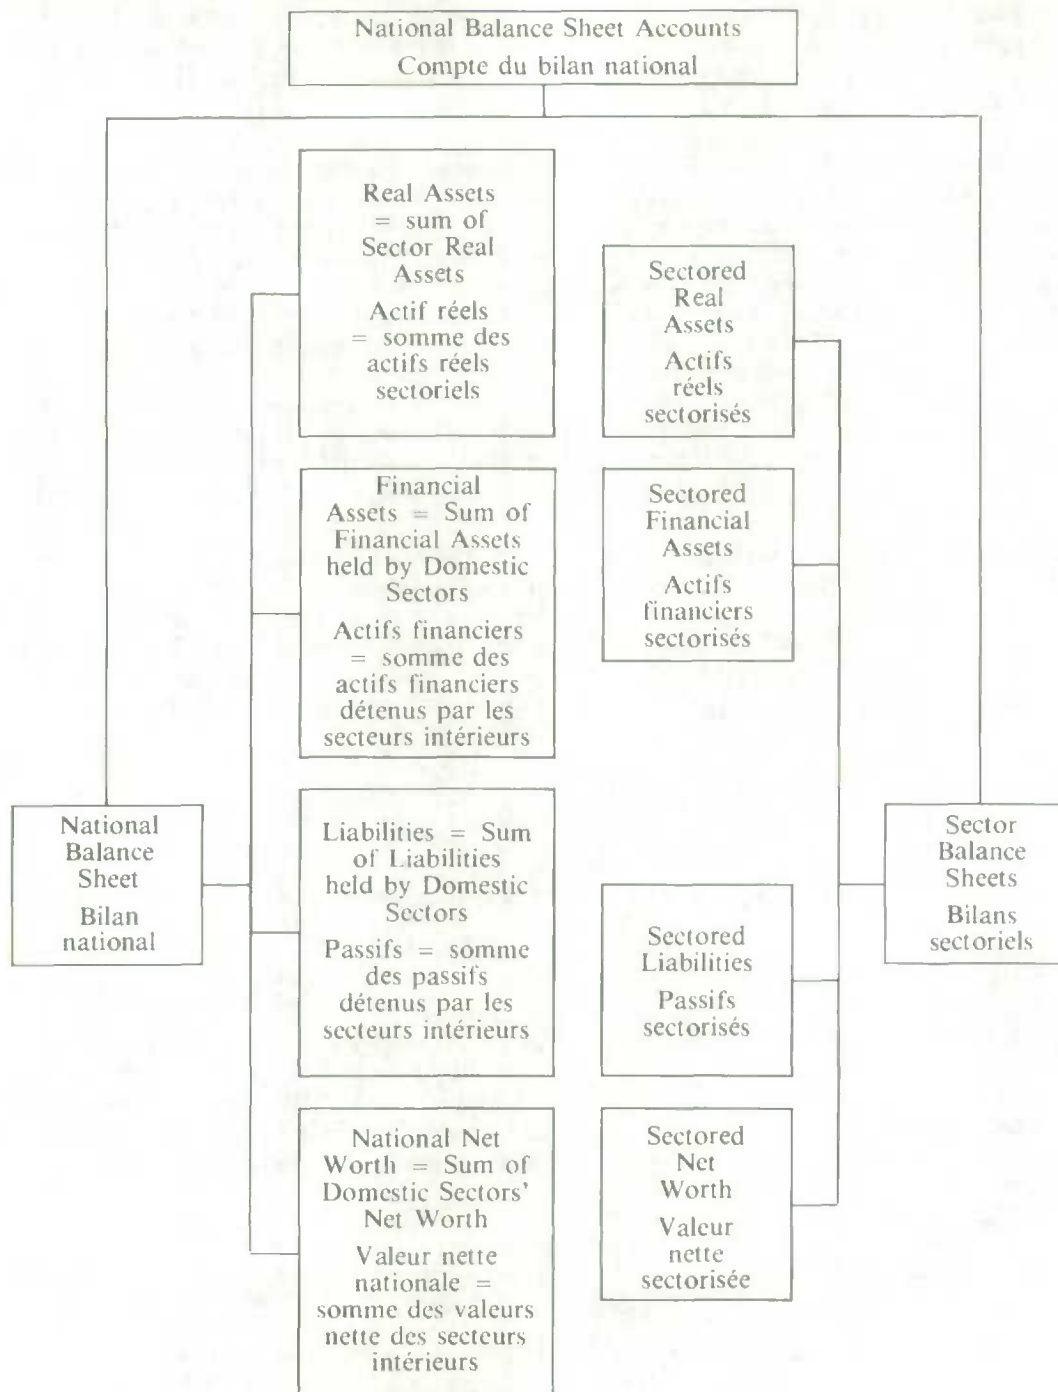 National Balance Sheet Accounts
Compte du bilan national
Real Assets
= sum of
Sector Real
Assets
Actif réels
= somme des
actifs réels
sectoriels
Financial
Assets = Sum of
Financial Assets
held by Domestic
Sectors
Actifs financiers
= somme des
actifs financiers
détenus par les
secteurs intérieurs
Liabilities = Sum
of Liabilities
held by Domestic
Sectors
Passifs = somme
des passifs
détenus par les
secteurs intérieurs
National Net
Worth = Sum of
Domestic Sectors'
Net Worth
Valeur nette
nationale =
somme des valeurs
nette des secteurs
intérieurs
National
Balance
Sheet
Bilan
national
Sectored
Real
Assets
Actifs
réels
sectorisés
Sectored
Financial
Assets
Actifs
financiers
sectorisés
Sectored
Liabilities
Passifs
sectorisés
Sectored
Net
Worth
Valeur
nette
sectorisée
Sector
Balance
Sheets
Bilans
sectoriels